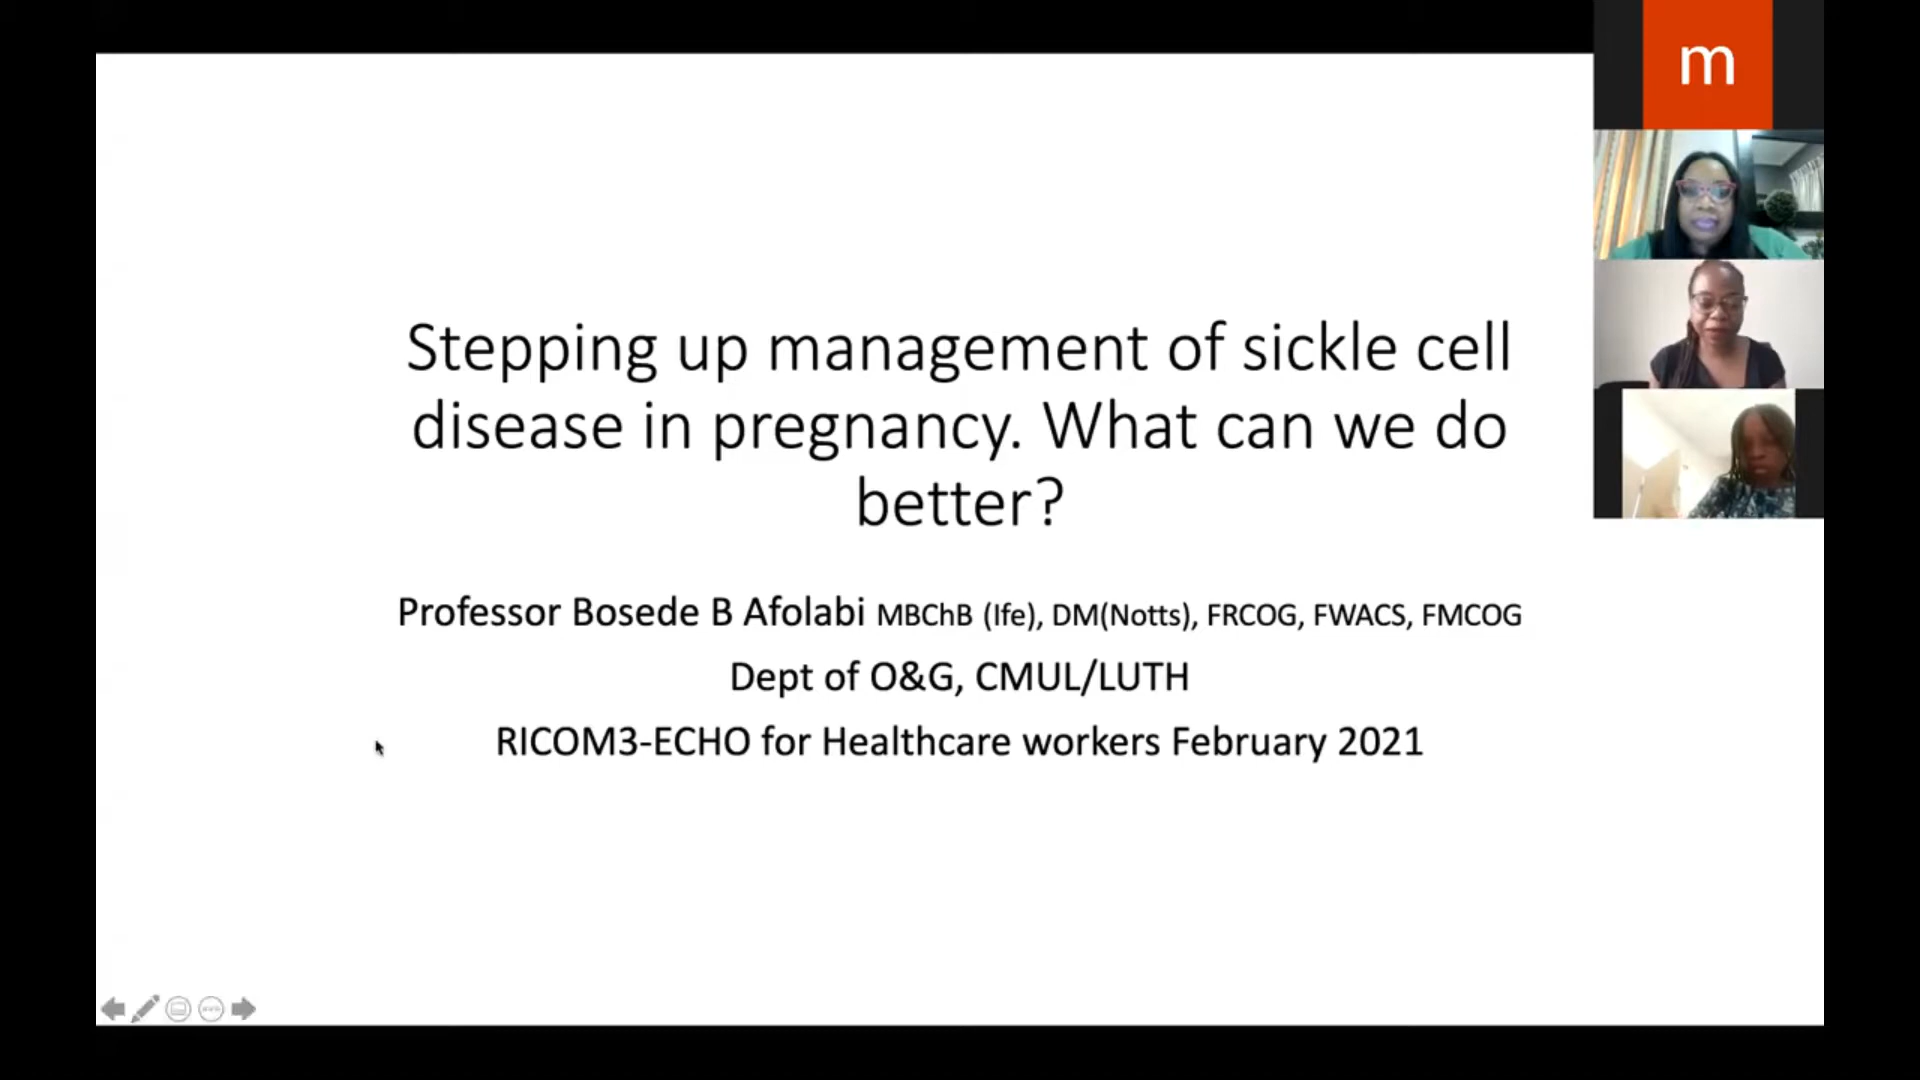 m
Stepping up management of sickle cell
disease in pregnancy. What can we do
better?
Professor Bosede B Afolabi MBChB (Ife), DM(Notts), FRCOG, FWACS, FMCOG
Dept of O&G, CMUL/LUTH
RICOM3-ECHO for Healthcare workers February 2021